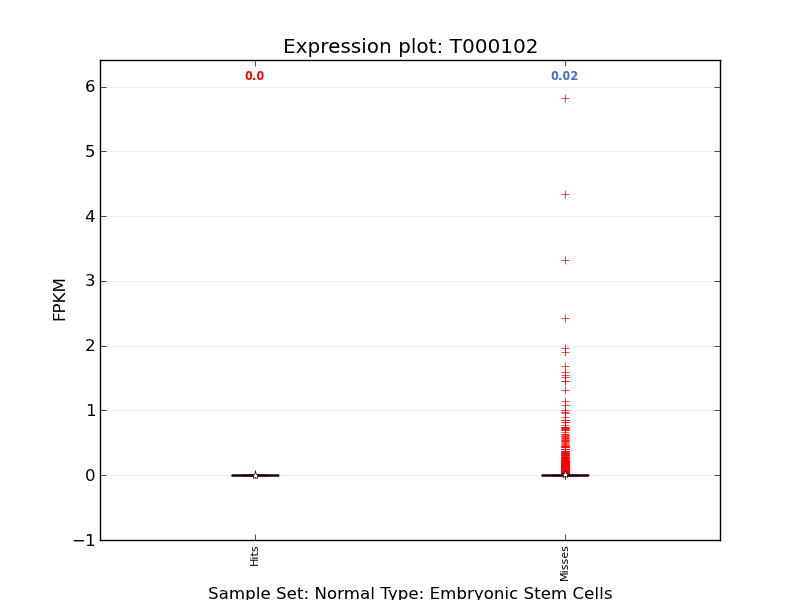 Expression plot: T000102
0.0
0.02
6
5
4
3
2
1
0
−1
FPKM
Hits
Misses
Sample Set: Normal Type: Embryonic Stem Cells